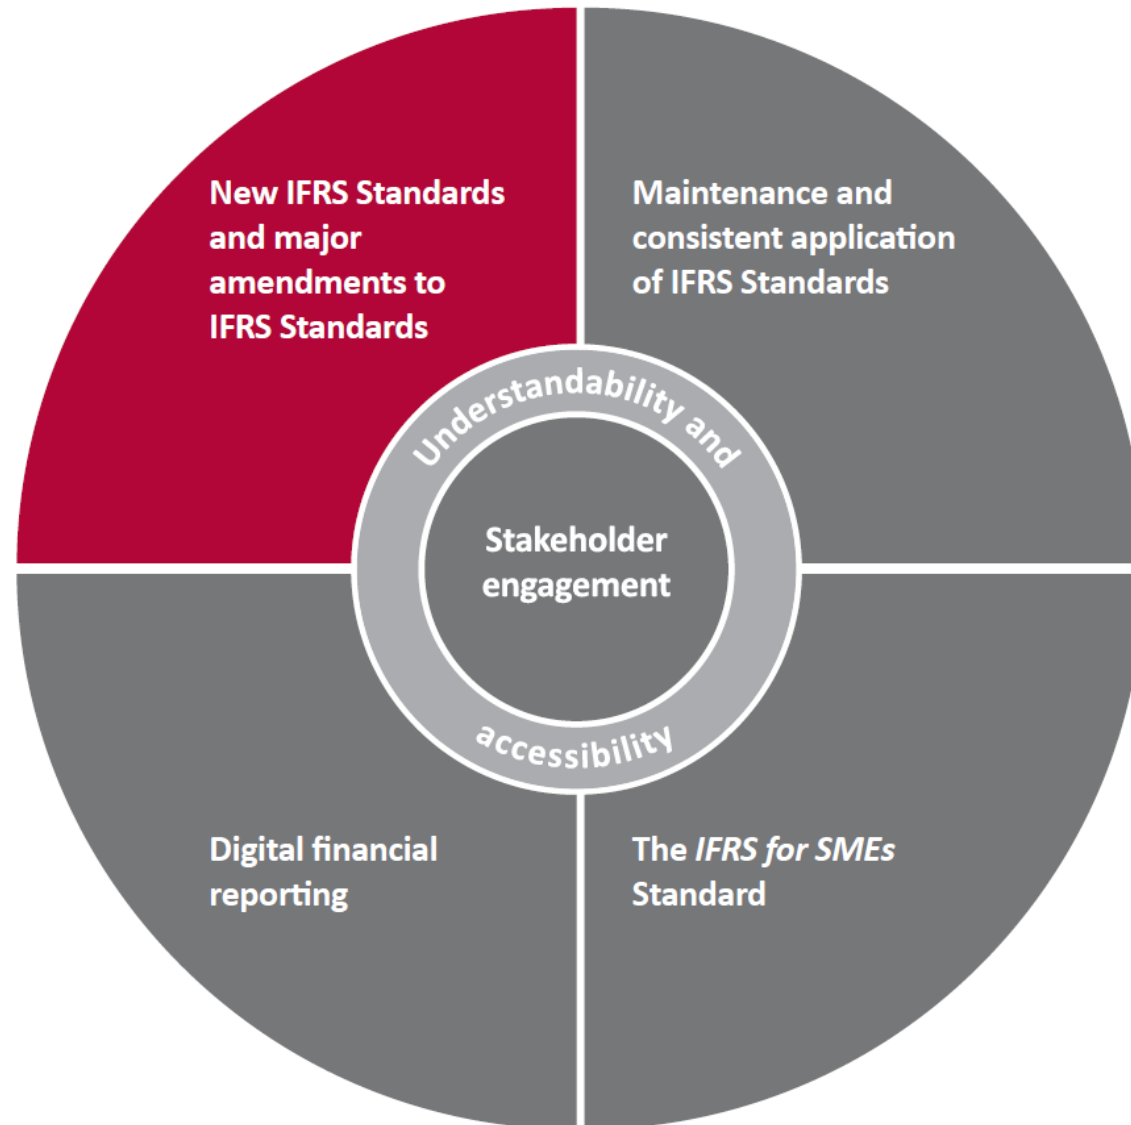 New IFRS Standards
and major
amendments to
IFRS Standards
Maintenance and
consistent application
of IFRS Standards
Understandability and
accessibility
Stakeholder
engagement
Digital financial
reporting
The IFRS for SMEs
Standard